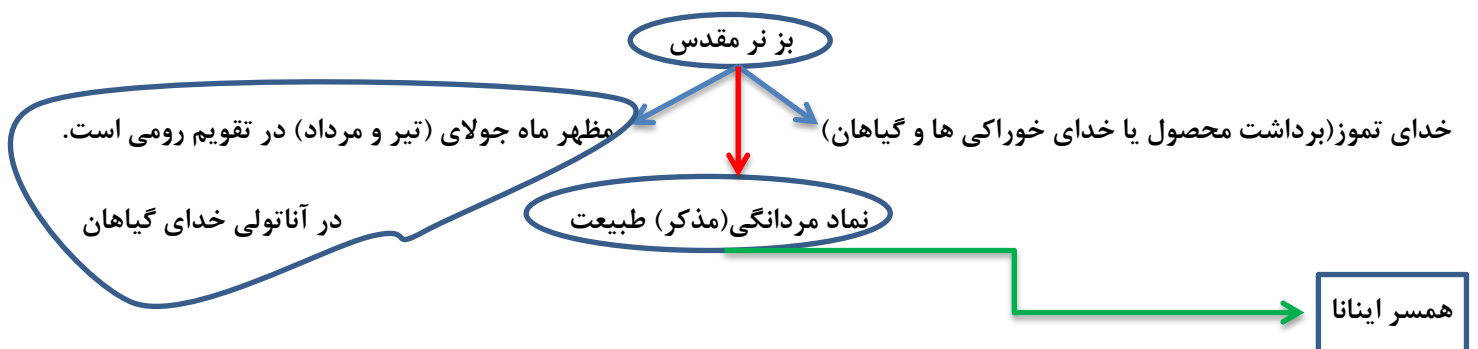 بز نر مقدس
خدای تموز(برداشت محصول یا خدای خوراکی ها و گیاهان)
مظهر ماه جولای (تیر و مرداد) در تقویم رومی است.
نماد مردانگی(مذکر) طبیعت
در آناتولی خدای گیاهان
همسر اینانا